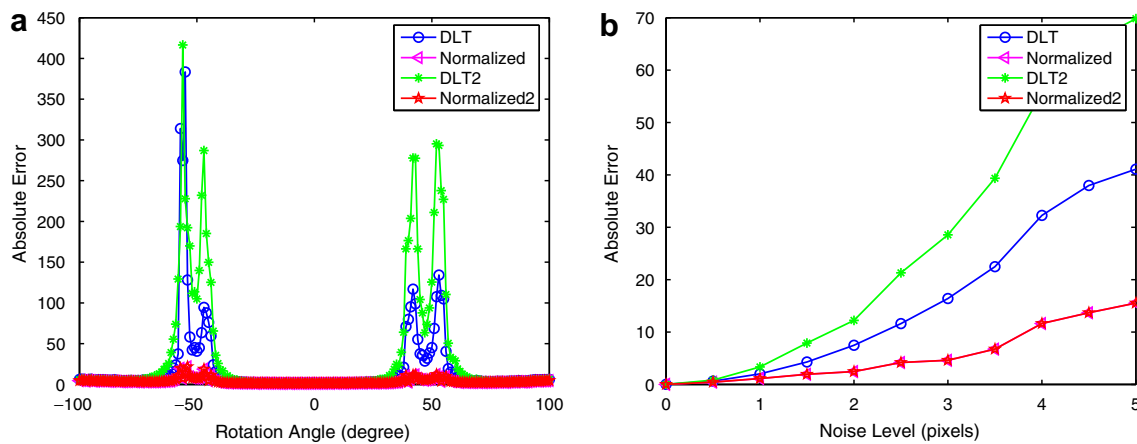 a
450
400
350
300
250
200
150
100
50
0
Absolute Error
−100
−50
0
50
100
Rotation Angle (degree)
DLT
Normalized
DLT2
Normalized2
b
70
60
50
40
30
20
10
0
Absolute Error
0
1
2
3
4
5
Noise Level (pixels)
DLT
Normalized
DLT2
Normalized2